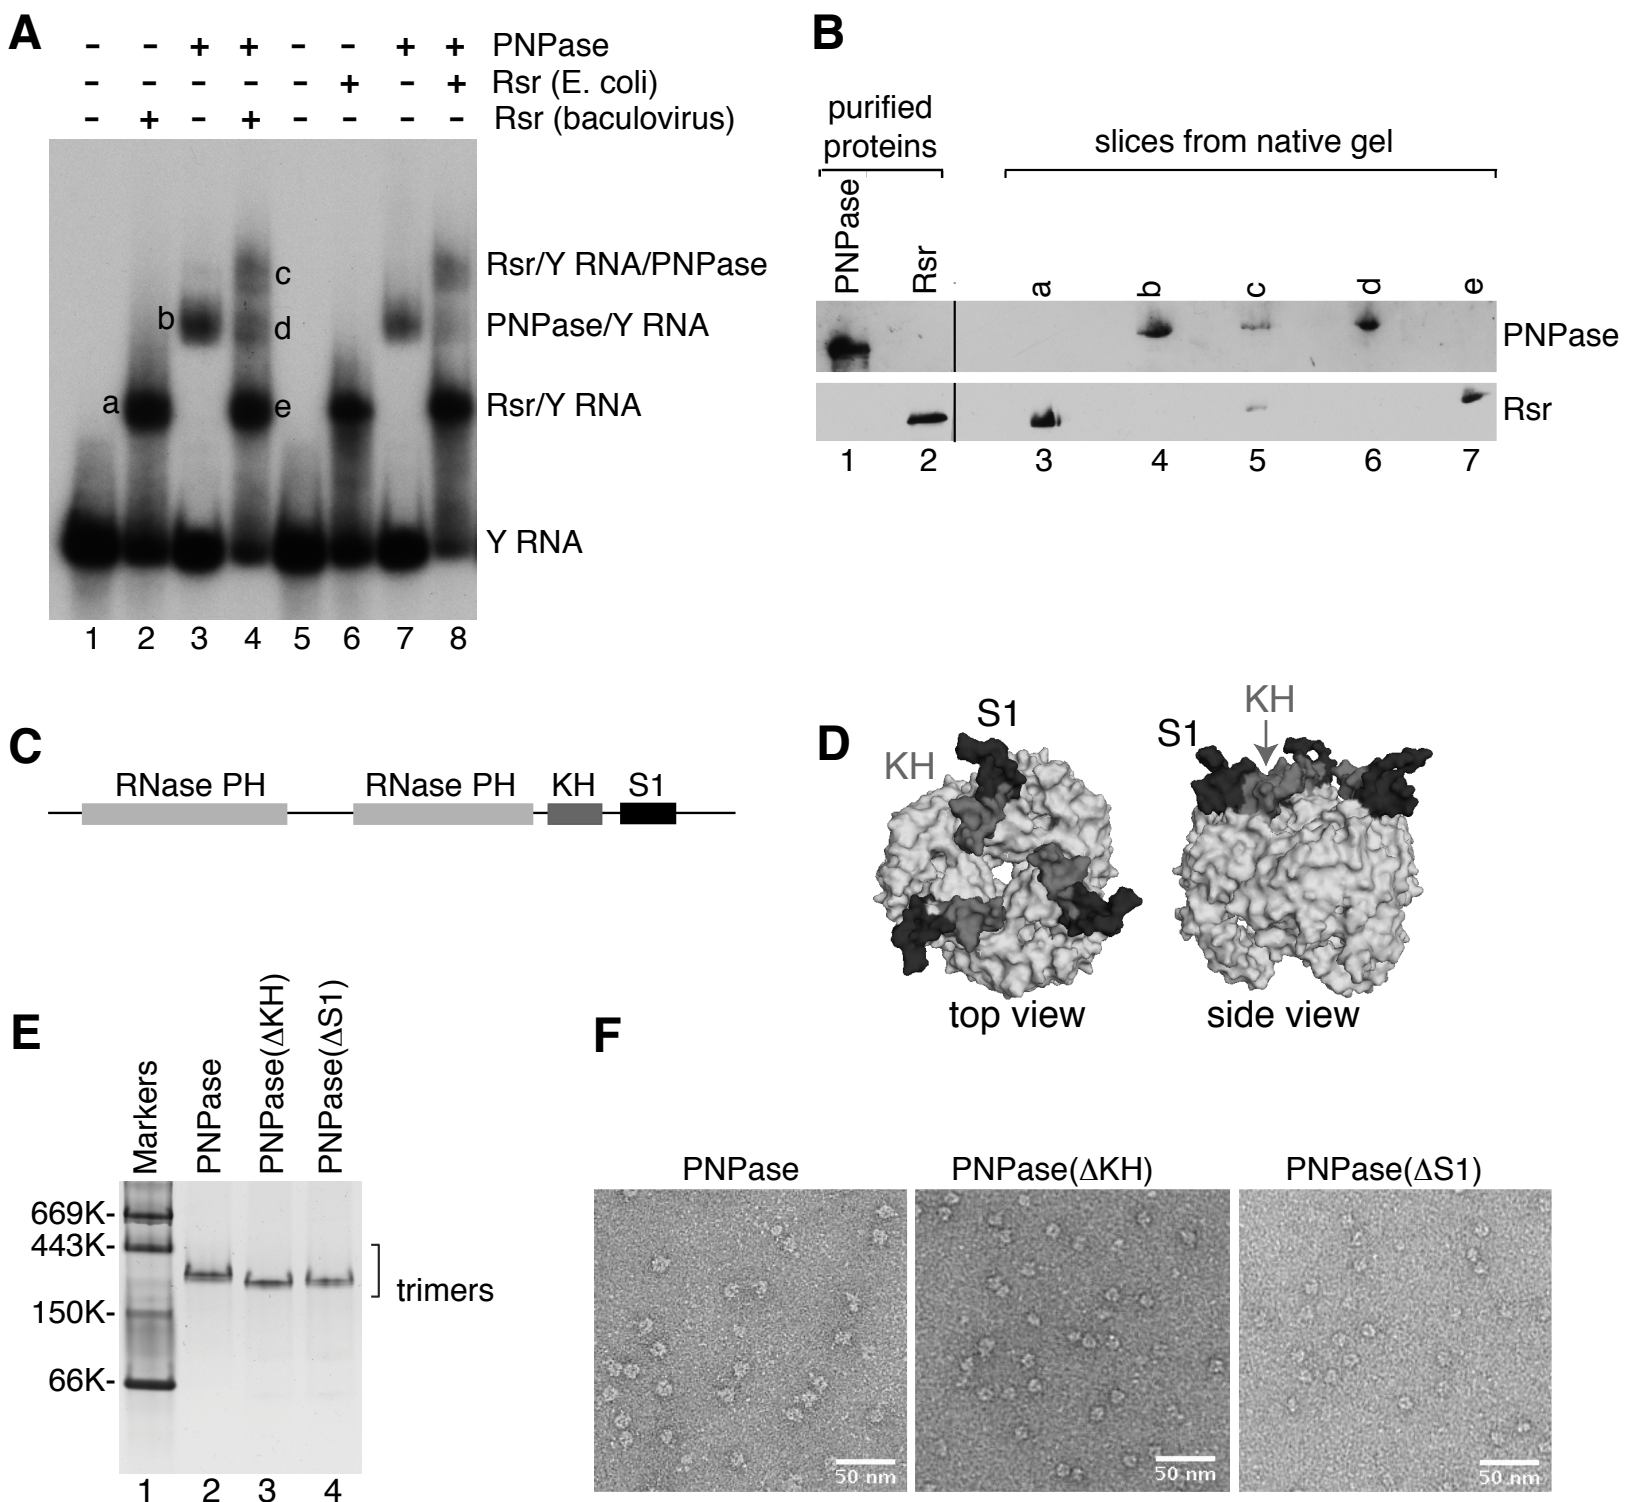 A
- - + + - - + + PNPase
- - - - - + - + Rsr (E. coli)
- + - + - - - - Rsr (baculovirus)
c
Rsr/Y RNA/PNPase
b
d
PNPase/Y RNA
a
e
Rsr/Y RNA
Y RNA
1 2 3 4 5 6 7 8
B
purified
proteins
slices from native gel
PNPase
Rsr
a
b
c
d
e
PNPase
Rsr
1 2 3 4 5 6 7
C
RNase PH RNase PH KH S1
D
S1
KH
KH
S1
top view
side view
E
Markers
PNPase
PNPase(ΔKH)
PNPase(ΔS1)
669K-
443K-
trimers
150K-
66K-
1 2 3 4
F
PNPase
PNPase(ΔKH)
PNPase(ΔS1)
50 nm
50 nm
50 nm